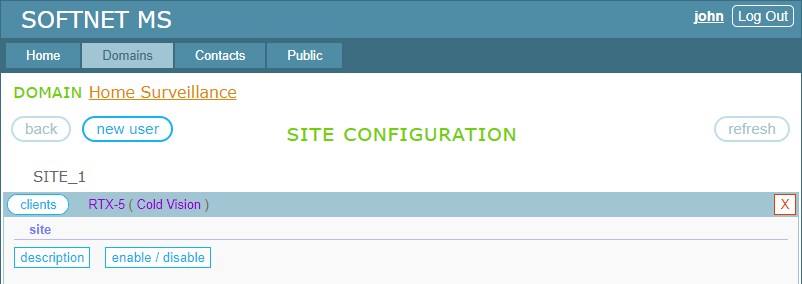 SOFTNET MS
john Log Out
Home Domains Contacts Public
DOMAIN Home Surveillance
back new user SITE CONFIGURATION refresh
SITE_1
clients RTX-5 ( Cold Vision ) X
site
description enable / disable